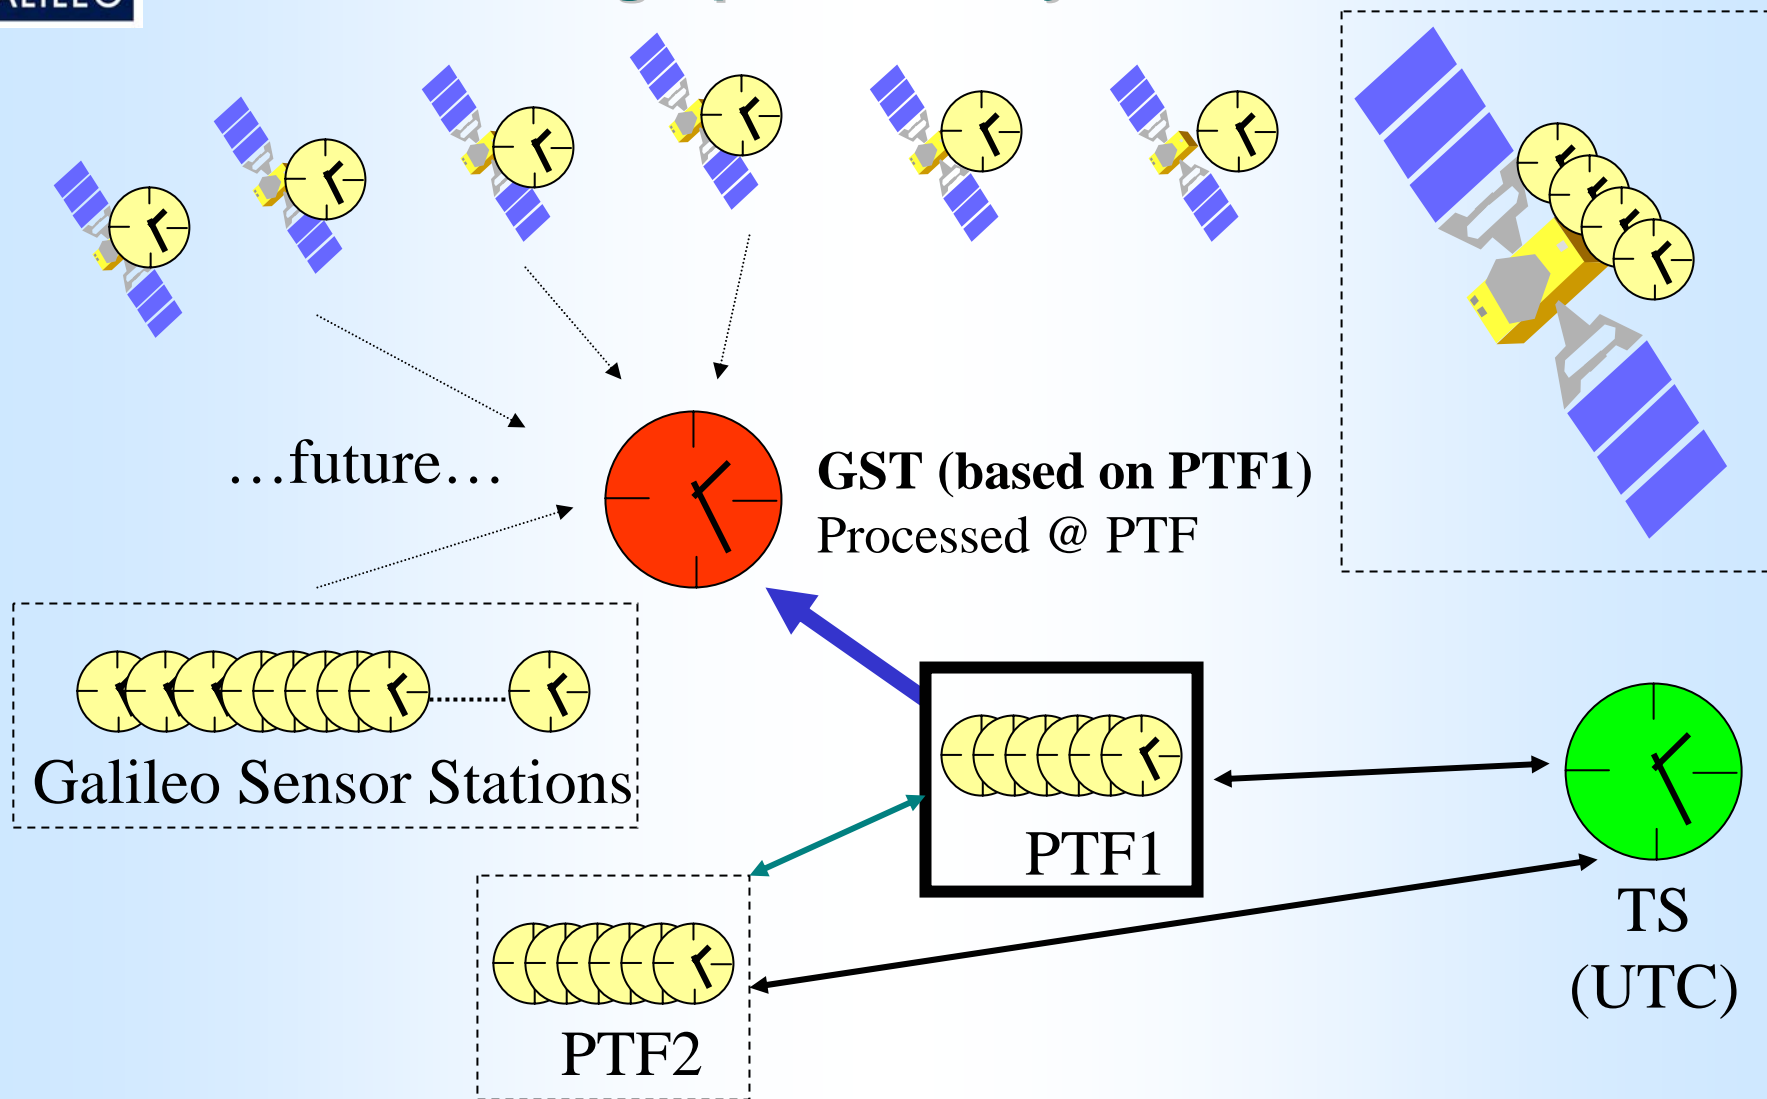 …future…
GST (based on PTF1)
Processed @ PTF
Galileo Sensor Stations
PTF1
TS
(UTC)
PTF2